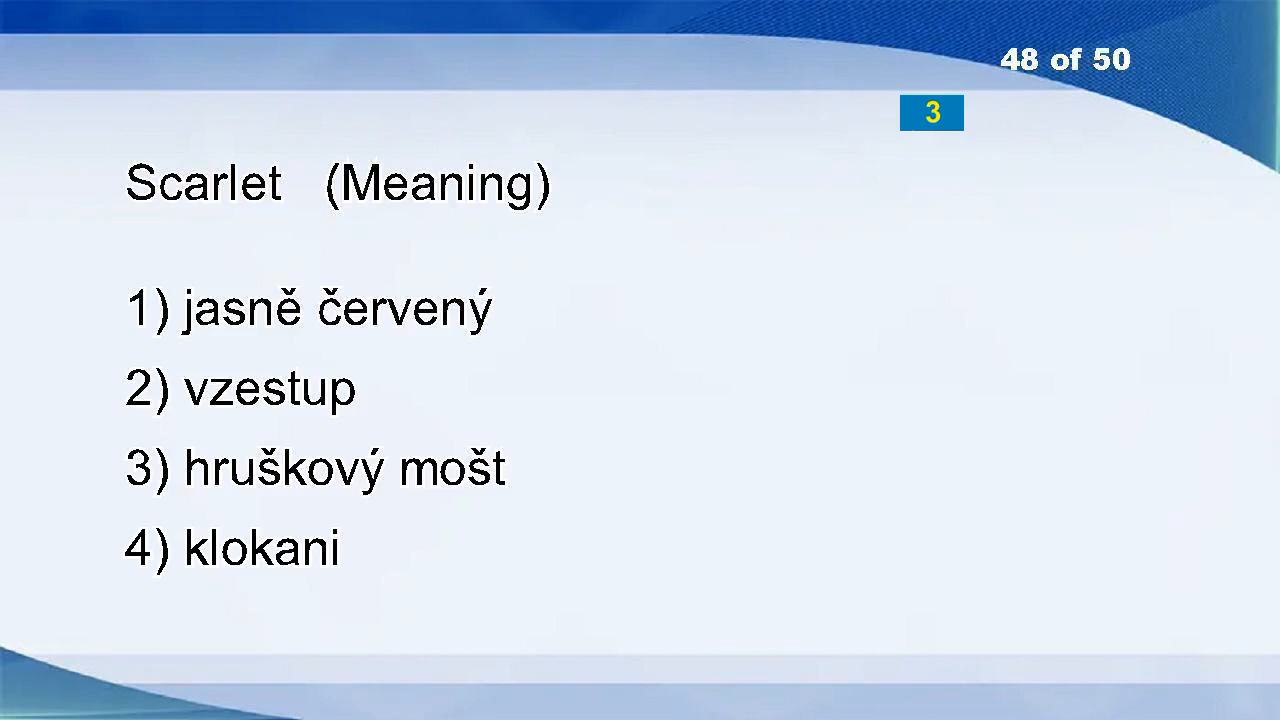 48 of 50
3
Scarlet (Meaning)
1) jasně červený
2) vzestup
3) hruškový mošt
4) klokani